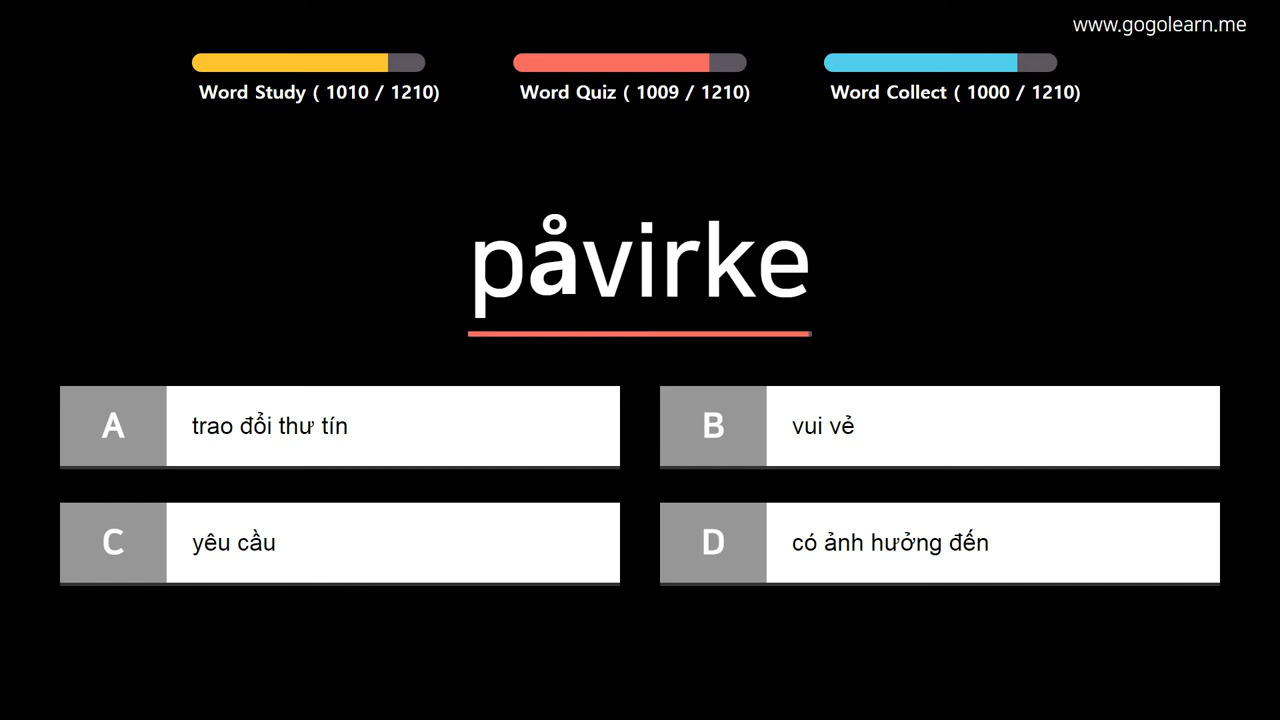 www.gogolearn.me
Word Study ( 1010 / 1210)
Word Quiz ( 1009 / 1210)
Word Collect ( 1000 / 1210)
påvirke
A trao đổi thư tín
B vui vẻ
C yêu cầu
D có ảnh hưởng đến